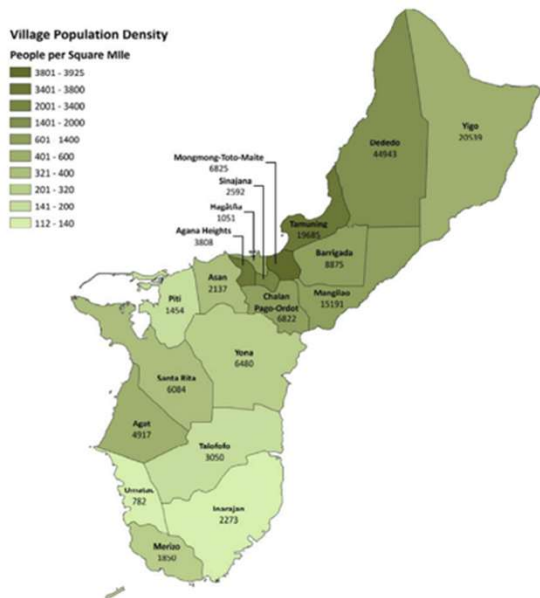 Village Population Density
People per Square Mile
3801 - 3925
3401 - 3800
2001 - 3400
1401 - 2000
601 - 1400
401 - 600
321 - 400
201 - 320
141 - 200
112 - 140
Yigo
20539
Dededo
44943
Mongmong-Toto-Maite
6825
Sinajana
2592
Hagåtña
1051
Agana Heights
3808
Tamuning
19685
Barrigada
8875
Mangilao
15191
Asan
2137
Chalan
Pago-Ordot
6822
Piti
1454
Yona
6480
Santa Rita
6084
Agat
4917
Talofofo
3050
Umatac
782
Inarajan
2273
Merizo
1850